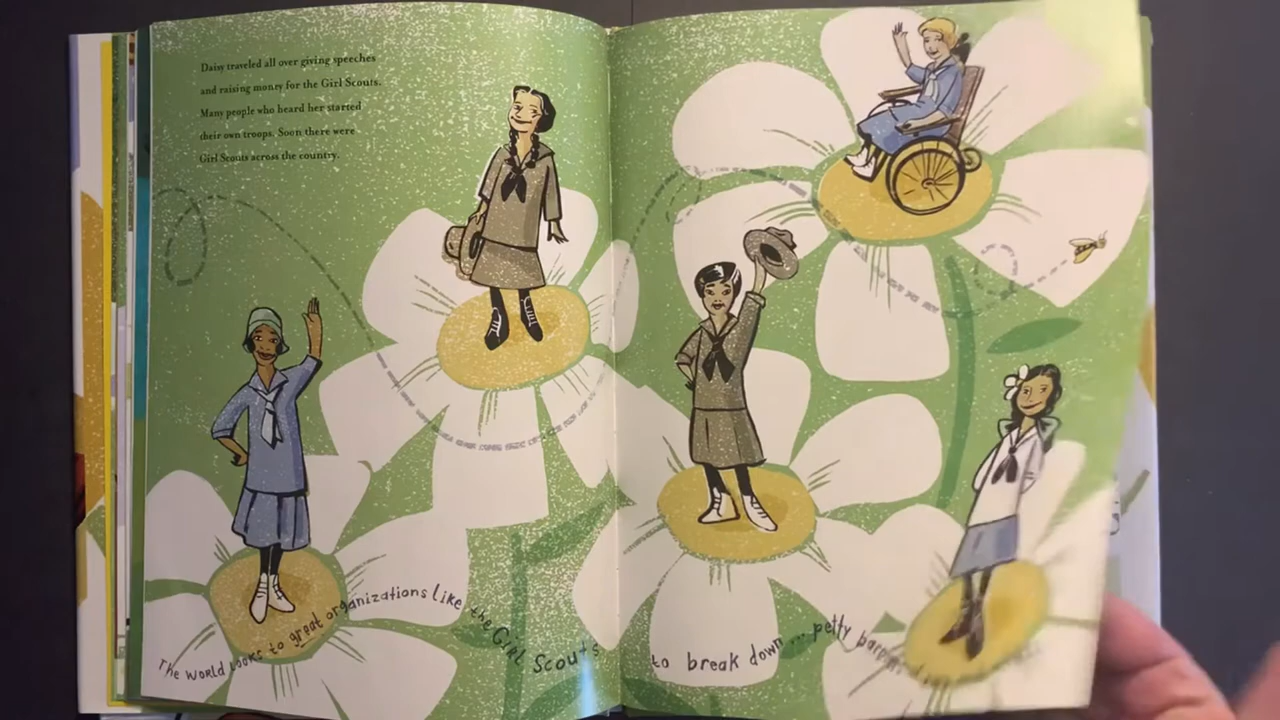 Daisy traveled all over giving speeches
and raising money for the Girl Scouts.
Many people who heard her started
their own troops. Soon there were
Girl Scouts across the country.
The world looks to great organizations like the Girl Scouts to break down ... petty